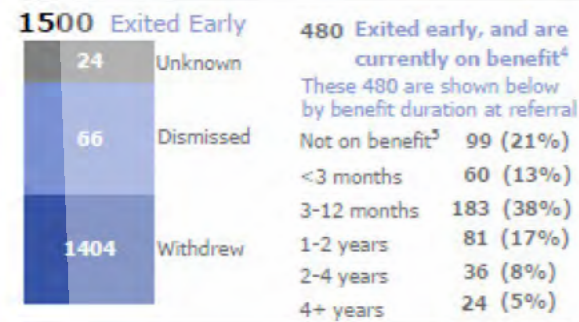 1500 Exited Early
24 Unknown
66 Dismissed
1404 Withdrew
480 Exited early, and are
currently on benefit⁴
These 480 are shown below
by benefit duration at referral
Not on benefit⁵ 99 (21%)
<3 months 60 (13%)
3-12 months 183 (38%)
1-2 years 81 (17%)
2-4 years 36 (8%)
4+ years 24 (5%)